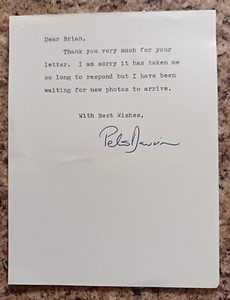 Dear Brian,
Thank you very much for your
letter. I am sorry it has taken me
so long to respond but I have been
waiting for new photos to arrive.
With Best Wishes,